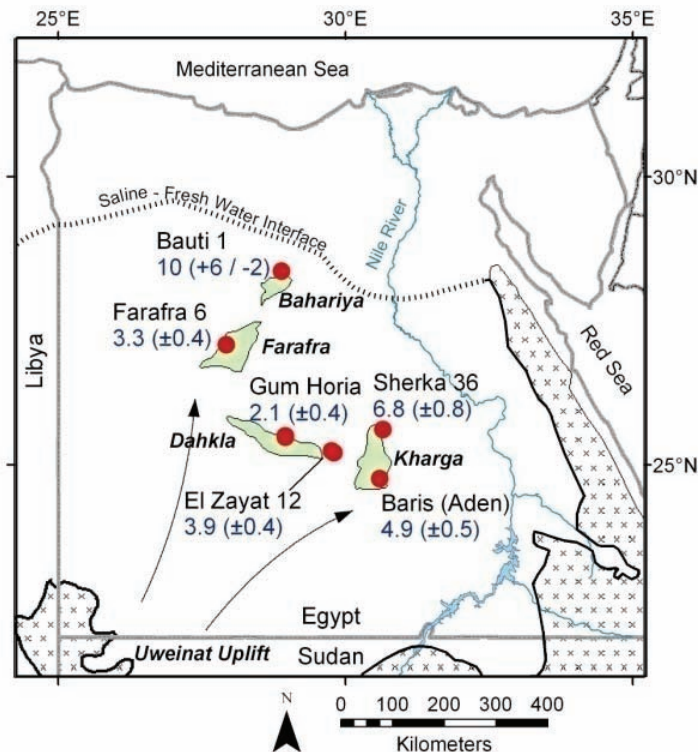 25°E 30°E 35°E
Mediterranean Sea
30°N
Saline - Fresh Water Interface
Nile River
Bauti 1
10 (+6 / -2)
Bahariya
Farafra 6
3.3 (±0.4)
Farafra
Red Sea
Libya
Gum Horia
2.1 (±0.4)
Sherka 36
6.8 (±0.8)
Dahkla
Kharga
25°N
El Zayat 12
3.9 (±0.4)
Baris (Aden)
4.9 (±0.5)
Egypt
Uweinat Uplift
Sudan
N
0 100 200 300 400
Kilometers